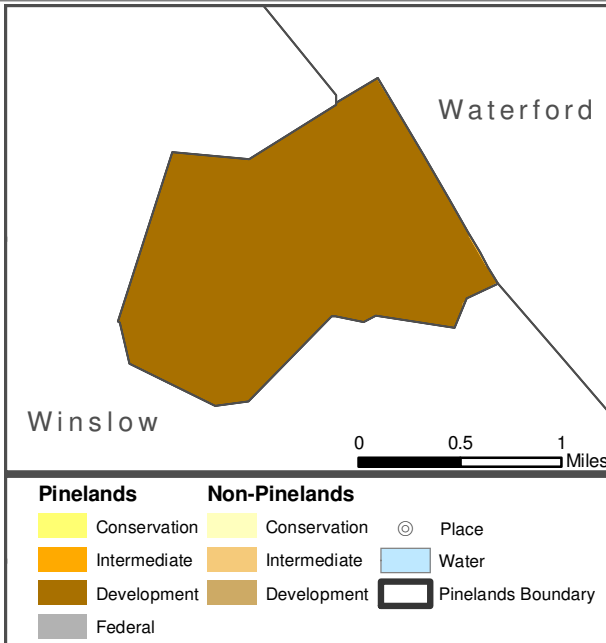 Waterford
Winslow
0 0.5 1
Miles
Pinelands Non-Pinelands
Conservation Conservation Place
Intermediate Intermediate Water
Development Development Pinelands Boundary
Federal